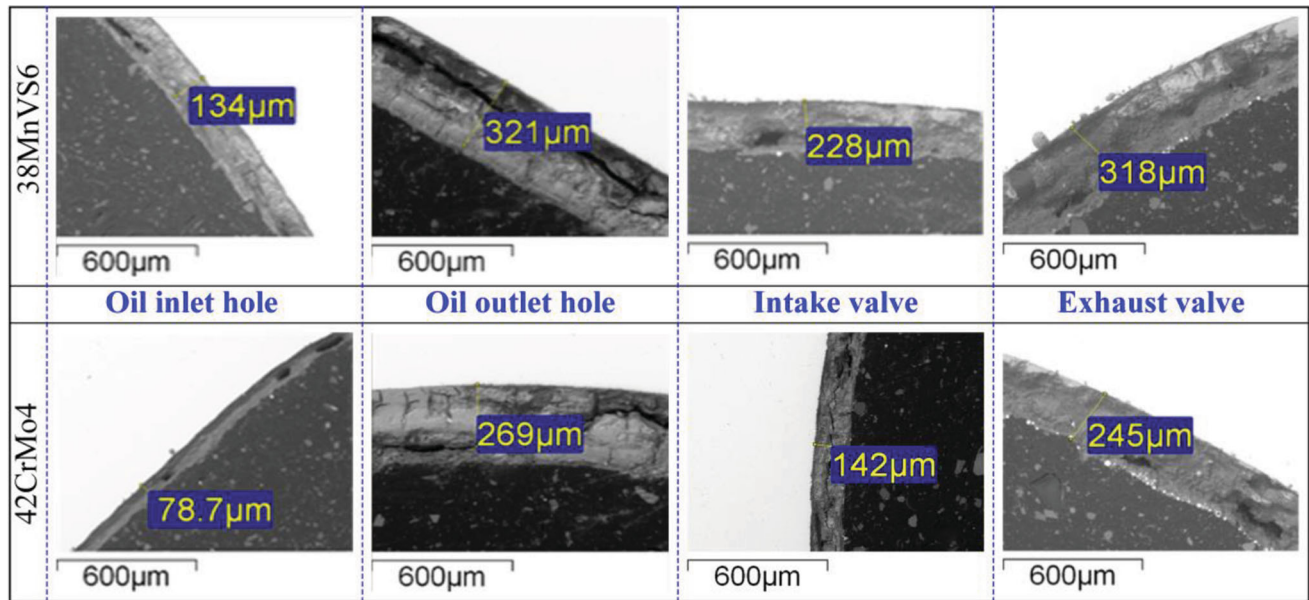 38MnVS6
134µm
321µm
228µm
318µm
600µm
600µm
600µm
600µm
Oil inlet hole
Oil outlet hole
Intake valve
Exhaust valve
42CrMo4
78.7µm
269µm
142µm
245µm
600µm
600µm
600µm
600µm